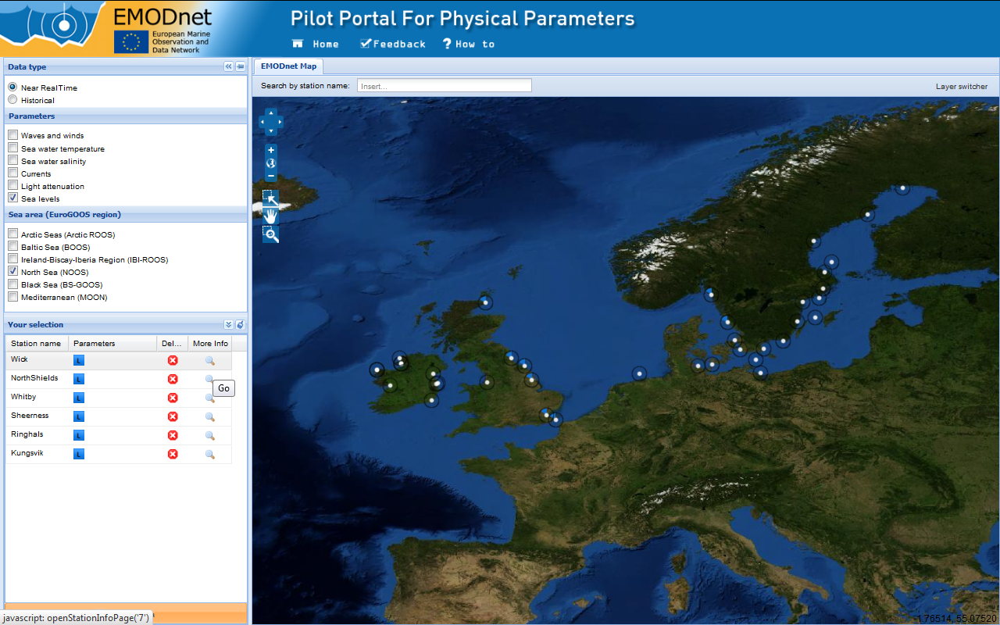 EMODnet
European Marine
Observation and
Data Network
Pilot Portal For Physical Parameters
Home Feedback ? How to
Data type
Near RealTime
Historical
Parameters
Waves and winds
Sea water temperature
Sea water salinity
Currents
Light attenuation
Sea levels
Sea area (EuroGOOS region)
Arctic Seas (Arctic ROOS)
Baltic Sea (BOOS)
Ireland-Biscay-Iberia Region (IBI-ROOS)
North Sea (NOOS)
Black Sea (BS-GOOS)
Mediterranean (MOON)
Your selection
Station name Parameters Del... More Info
Wick L
NorthShields L
Go
Whitby L
Sheerness L
Ringhals L
Kungsvik L
javascript: openStationInfoPage('7')
EMODnet Map
Search by station name: Insert... Layer switcher
-1.76514, 55.07520